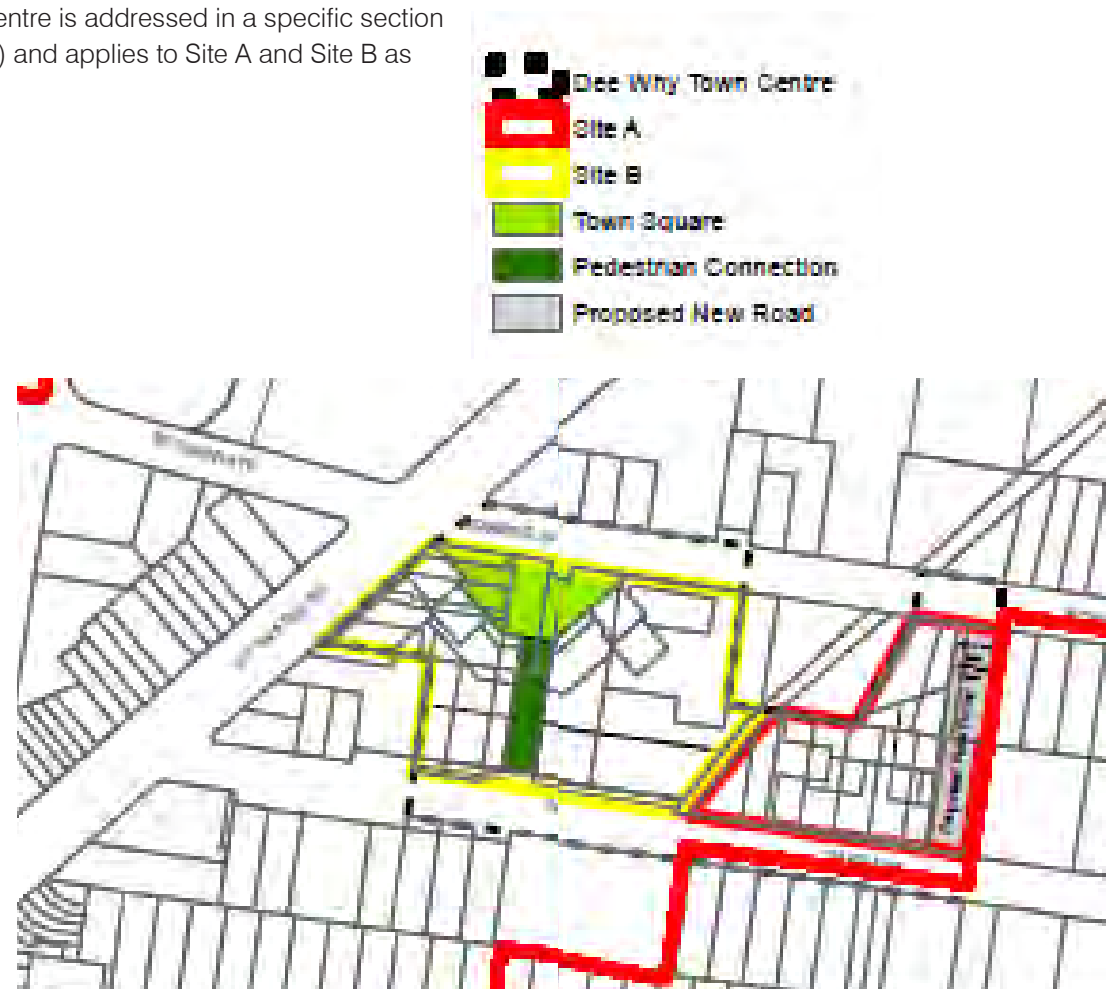 entre is addressed in a specific section
) and applies to Site A and Site B as
Dee Why Town Centre
Site A
Site B
Town Square
Pedestrian Connection
Proposed New Road